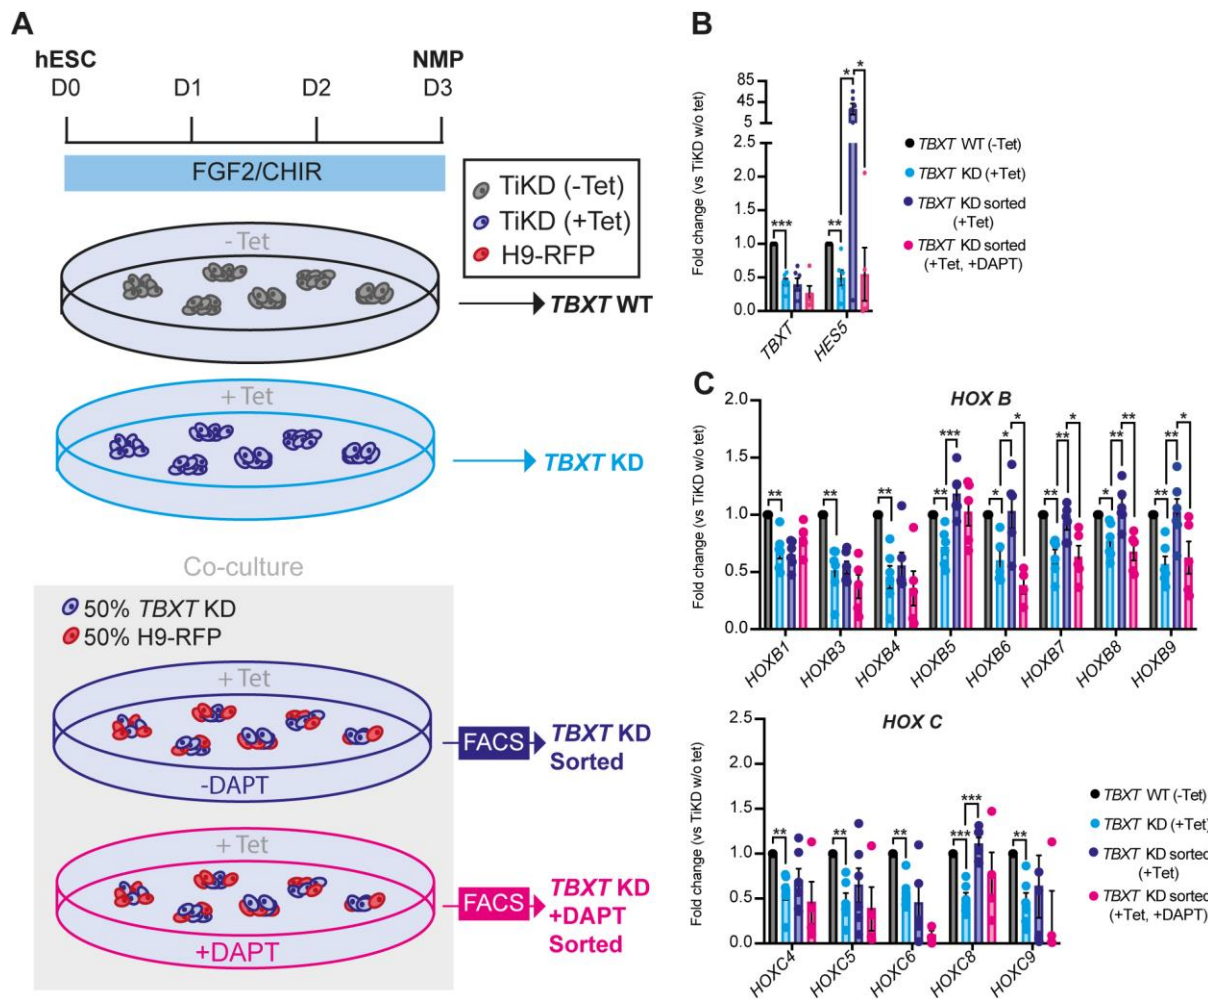 A
hESC
NMP
D0 D1 D2 D3
FGF2/CHIR
TiKD (-Tet)
TiKD (+Tet)
H9-RFP
- Tet
TBXT WT
+ Tet
TBXT KD
Co-culture
50% TBXT KD
50% H9-RFP
+ Tet
-DAPT
FACS
TBXT KD
Sorted
+ Tet
+DAPT
FACS
TBXT KD
+DAPT
Sorted
B
Fold change (vs TiKD w/o tet)
85
45
5
2.5
2.0
1.5
1.0
0.5
0.0
***
**
*
*
TBXT
HES5
TBXT WT (-Tet)
TBXT KD (+Tet)
TBXT KD sorted
(+Tet)
TBXT KD sorted
(+Tet, +DAPT)
C
HOX B
Fold change (vs TiKD w/o tet)
2.0
1.5
1.0
0.5
0.0
**
**
**
**
***
*
*
*
**
**
*
*
**
**
**
**
*
HOXB1
HOXB3
HOXB4
HOXB5
HOXB6
HOXB7
HOXB8
HOXB9
HOX C
Fold change (vs TiKD w/o tet)
2.5
2.0
1.5
1.0
0.5
0.0
**
**
**
***
***
**
HOXC4
HOXC5
HOXC6
HOXC8
HOXC9
TBXT WT (-Tet)
TBXT KD (+Tet)
TBXT KD sorted
(+Tet)
TBXT KD sorted
(+Tet, +DAPT)